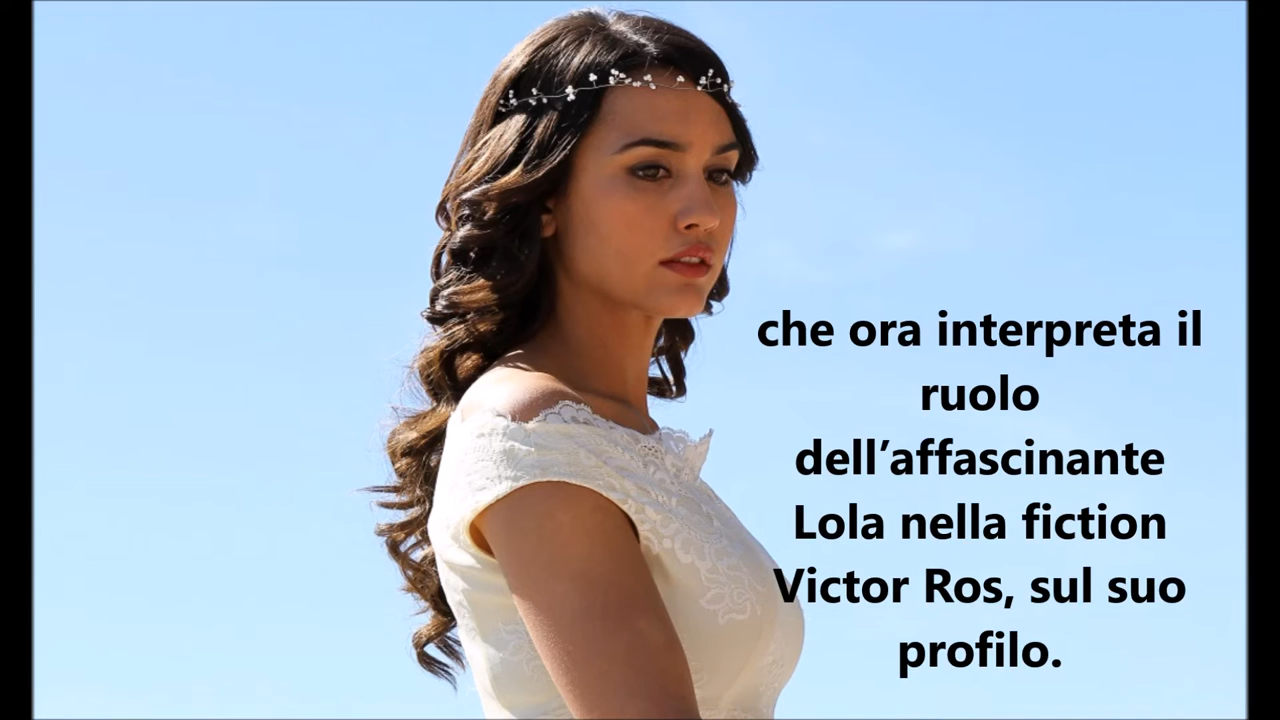 che ora interpreta il
ruolo
dell’affascinante
Lola nella fiction
Victor Ros, sul suo
profilo.